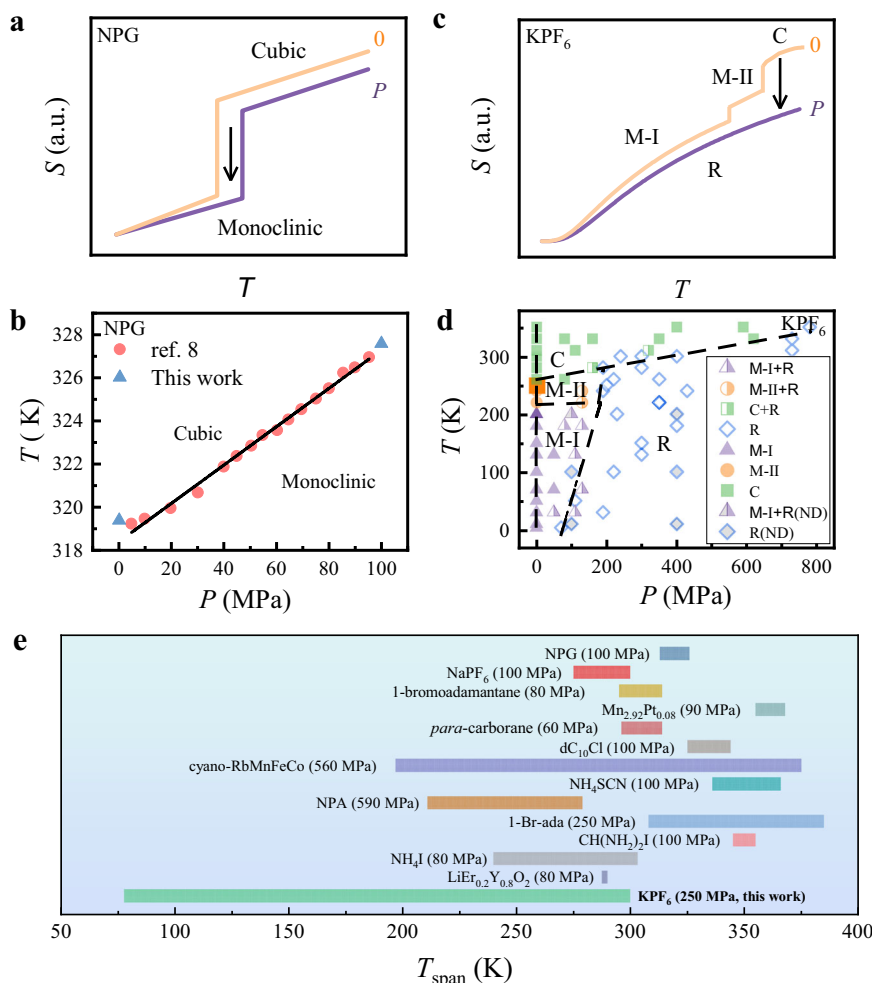 a
NPG
Cubic
0
P
Monoclinic
S (a.u.)
T
c
KPF6
C
0
M-II
P
M-I
R
S (a.u.)
T
b
NPG
ref. 8
This work
Cubic
Monoclinic
T ( K)
328
326
324
322
320
318
0 20 40 60 80 100
P (MPa)
d
KPF6
C
M-II
M-I
R
M-I+R
M-II+R
C+R
R
M-I
M-II
C
M-I+R(ND)
R(ND)
T (K)
300
200
100
0
0 200 400 600 800
P (MPa)
e
NPG (100 MPa)
NaPF6 (100 MPa)
1-bromoadamantane (80 MPa)
Mn2.92Pt0.08 (90 MPa)
para-carborane (60 MPa)
dC10Cl (100 MPa)
cyano-RbMnFeCo (560 MPa)
NH4SCN (100 MPa)
NPA (590 MPa)
1-Br-ada (250 MPa)
CH(NH2)2I (100 MPa)
NH4I (80 MPa)
LiEr0.2Y0.8O2 (80 MPa)
KPF6 (250 MPa, this work)
50 100 150 200 250 300 350 400
Tspan (K)